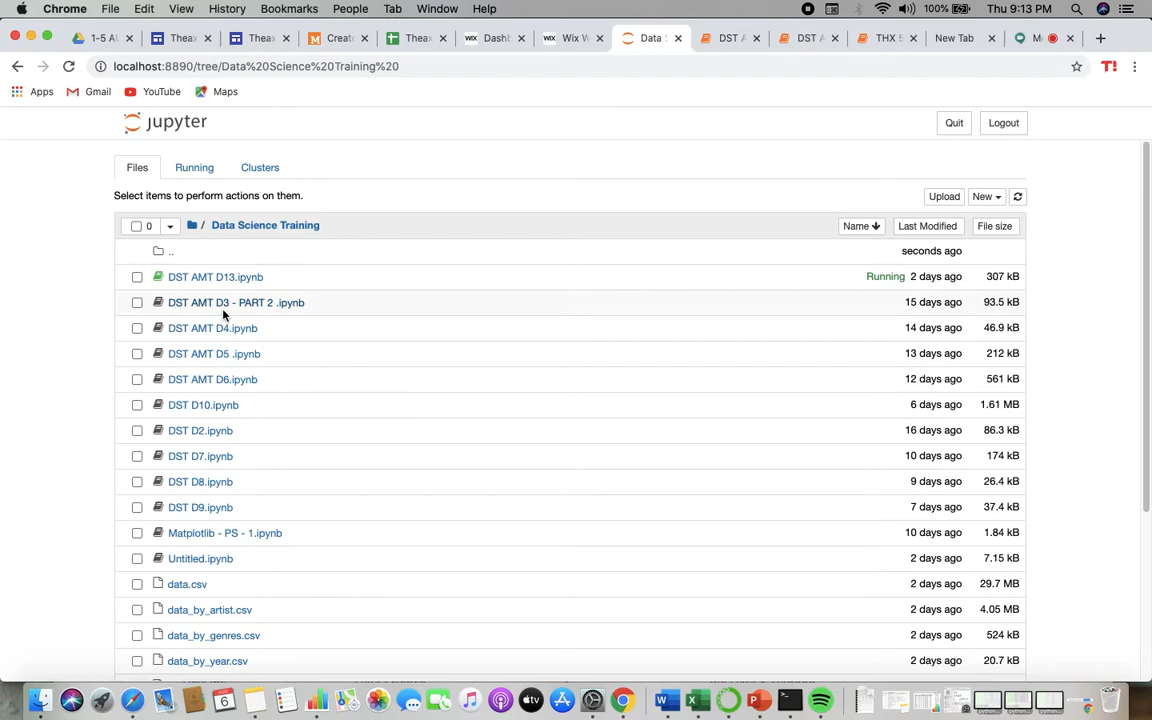 Chrome File Edit View History Bookmarks People Tab Window Help 100% Thu 9:13 PM
1-5 A Theax Theax Creat Theax Dash Wix W Data DST A DST A THX New Tab M
localhost:8890/tree/Data%20Science%20Training%20 T!
Apps Gmail YouTube Maps
jupyter Quit Logout
Files Running Clusters
Select items to perform actions on them. Upload New
0 / Data Science Training Name Last Modified File size
.. seconds ago
DST AMT D13.ipynb Running 2 days ago 307 kB
DST AMT D3 - PART 2 .ipynb 15 days ago 93.5 kB
DST AMT D4.ipynb 14 days ago 46.9 kB
DST AMT D5 .ipynb 13 days ago 212 kB
DST AMT D6.ipynb 12 days ago 561 kB
DST D10.ipynb 6 days ago 1.61 MB
DST D2.ipynb 16 days ago 86.3 kB
DST D7.ipynb 10 days ago 174 kB
DST D8.ipynb 9 days ago 26.4 kB
DST D9.ipynb 7 days ago 37.4 kB
Matplotlib - PS - 1.ipynb 10 days ago 1.84 kB
Untitled.ipynb 2 days ago 7.15 kB
data.csv 2 days ago 29.7 MB
data_by_artist.csv 2 days ago 4.05 MB
data_by_genres.csv 2 days ago 524 kB
data_by_year.csv 2 days ago 20.7 kB
6 tv W X P